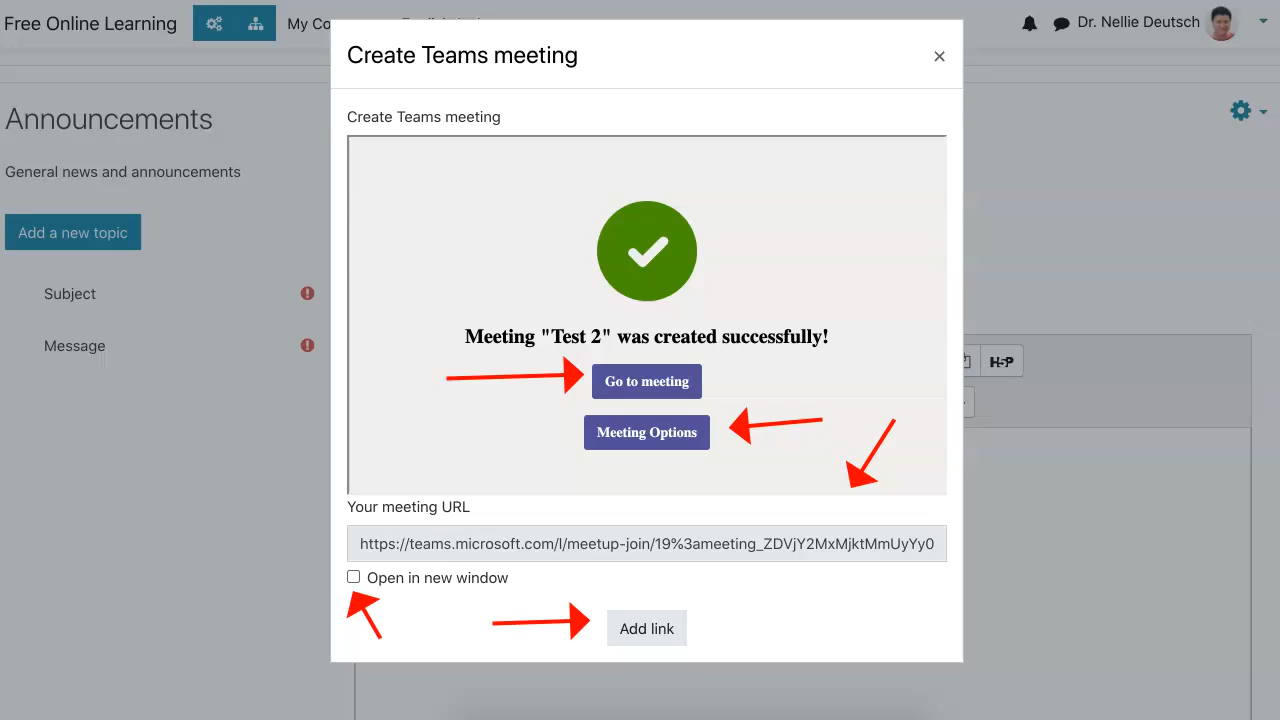 Free Online Learning
My Co
Dr. Nellie Deutsch
Create Teams meeting
×
Announcements
Create Teams meeting
General news and announcements
Add a new topic
Subject
Message
Meeting "Test 2" was created successfully!
Go to meeting
H5P
Meeting Options
Your meeting URL
https://teams.microsoft.com/l/meetup-join/19%3ameeting_ZDVjY2MxMjktMmUyYy0
Open in new window
Add link